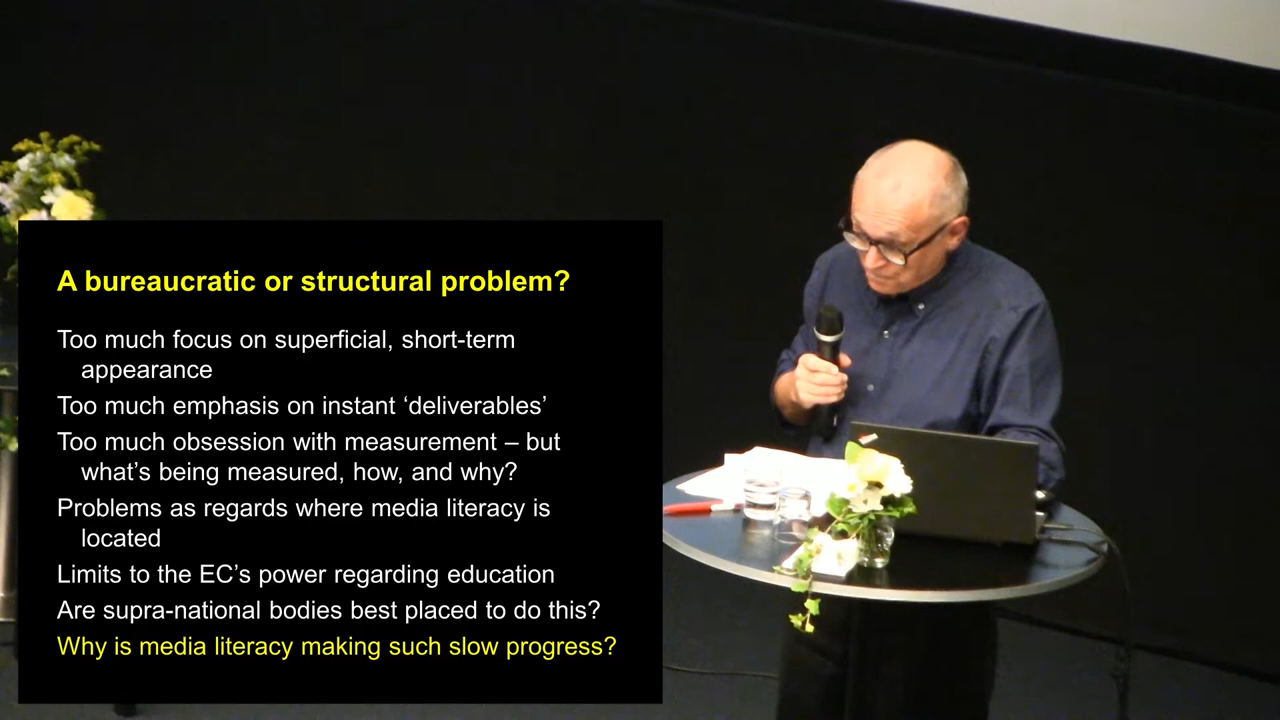 A bureaucratic or structural problem?
Too much focus on superficial, short-term
appearance
Too much emphasis on instant ‘deliverables’
Too much obsession with measurement – but
what’s being measured, how, and why?
Problems as regards where media literacy is
located
Limits to the EC’s power regarding education
Are supra-national bodies best placed to do this?
Why is media literacy making such slow progress?